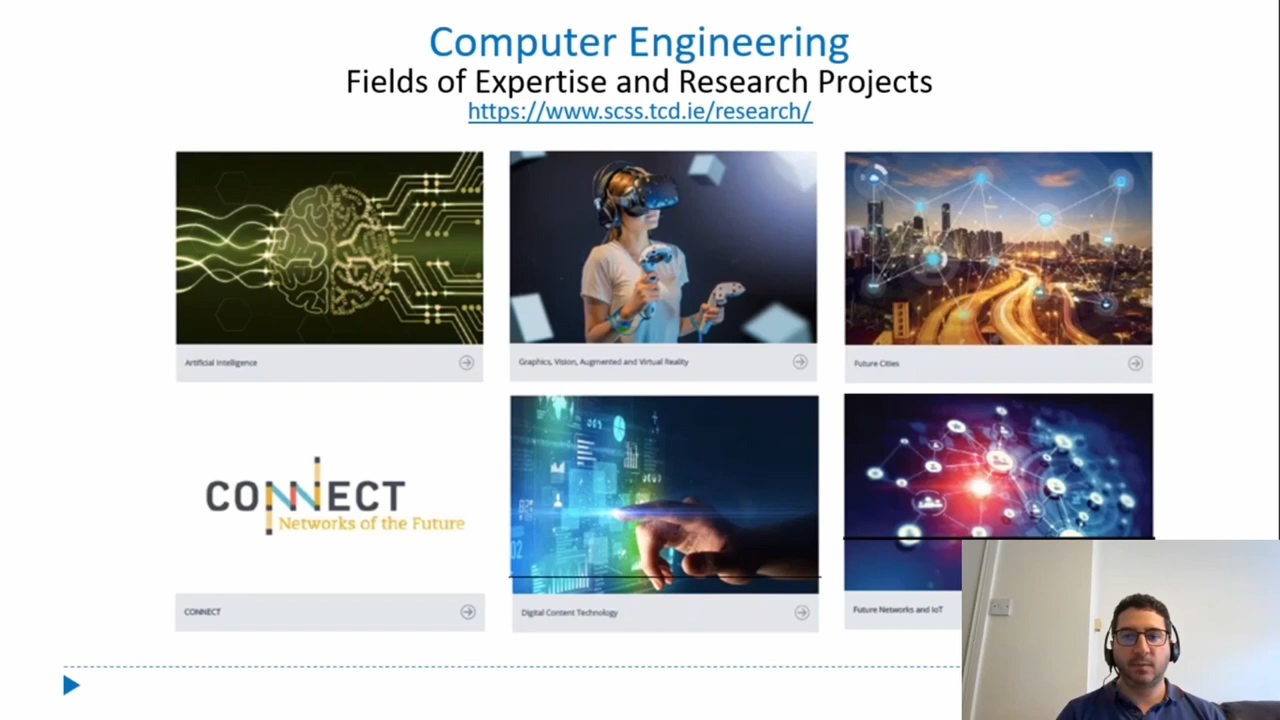 Computer Engineering
Fields of Expertise and Research Projects
https://www.scss.tcd.ie/research/
Artificial Intelligence
Graphics, Vision, Augmented and Virtual Reality
Future Cities
CONNECT
Networks of the Future
CONNECT
Digital Content Technology
Future Networks and IoT